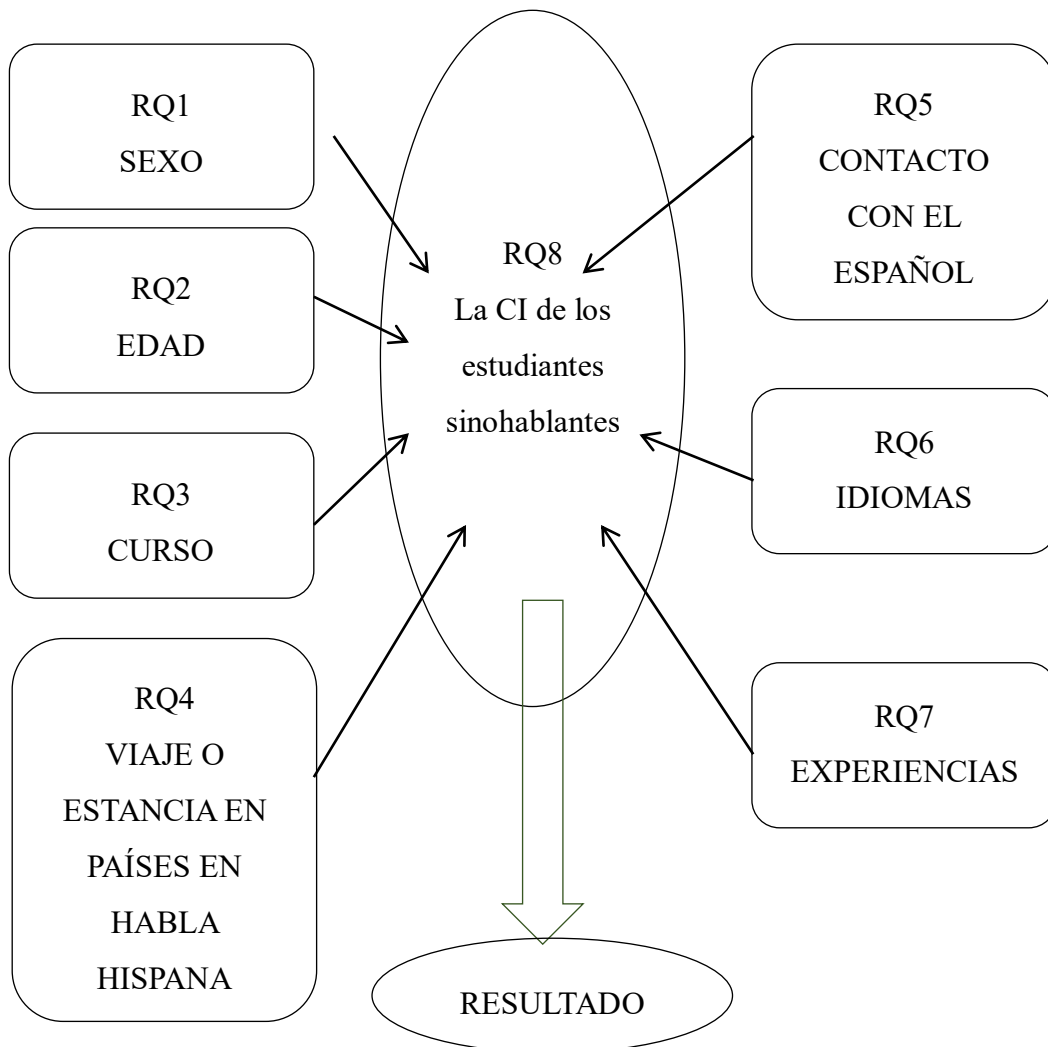 RQ1
SEXO
RQ2
EDAD
RQ3
CURSO
RQ4
VIAJE O
ESTANCIA EN
PAÍSES EN
HABLA
HISPANA
RQ8
La CI de los
estudiantes
sinohablantes
RQ5
CONTACTO
CON EL
ESPAÑOL
RQ6
IDIOMAS
RQ7
EXPERIENCIAS
RESULTADO